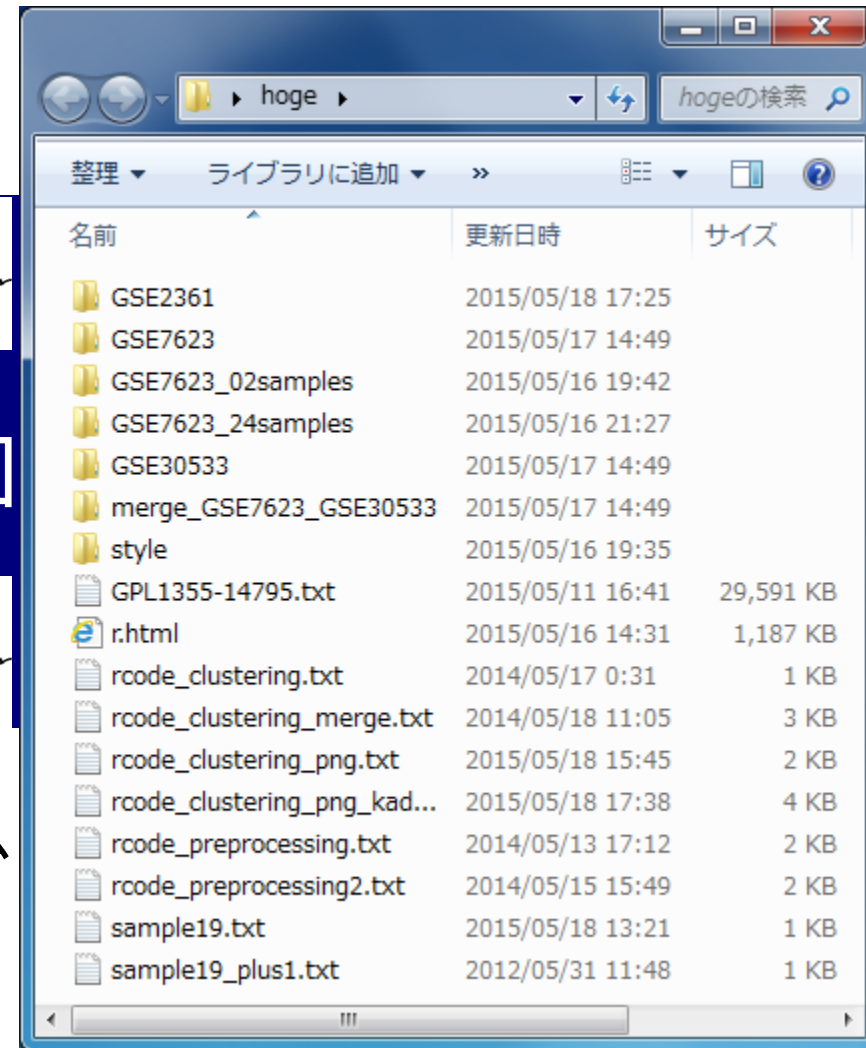 hoge
hogeの検索
整理 ライブラリに追加 »
名前 更新日時 サイズ
GSE2361 2015/05/18 17:25
GSE7623 2015/05/17 14:49
GSE7623_02samples 2015/05/16 19:42
GSE7623_24samples 2015/05/16 21:27
GSE30533 2015/05/17 14:49
merge_GSE7623_GSE30533 2015/05/17 14:49
style 2015/05/16 19:35
GPL1355-14795.txt 2015/05/11 16:41 29,591 KB
r.html 2015/05/16 14:31 1,187 KB
rcode_clustering.txt 2014/05/17 0:31 1 KB
rcode_clustering_merge.txt 2014/05/18 11:05 3 KB
rcode_clustering_png.txt 2015/05/18 15:45 2 KB
rcode_clustering_png_kad... 2015/05/18 17:38 4 KB
rcode_preprocessing.txt 2014/05/13 17:12 2 KB
rcode_preprocessing2.txt 2014/05/15 15:49 2 KB
sample19.txt 2015/05/18 13:21 1 KB
sample19_plus1.txt 2012/05/31 11:48 1 KB